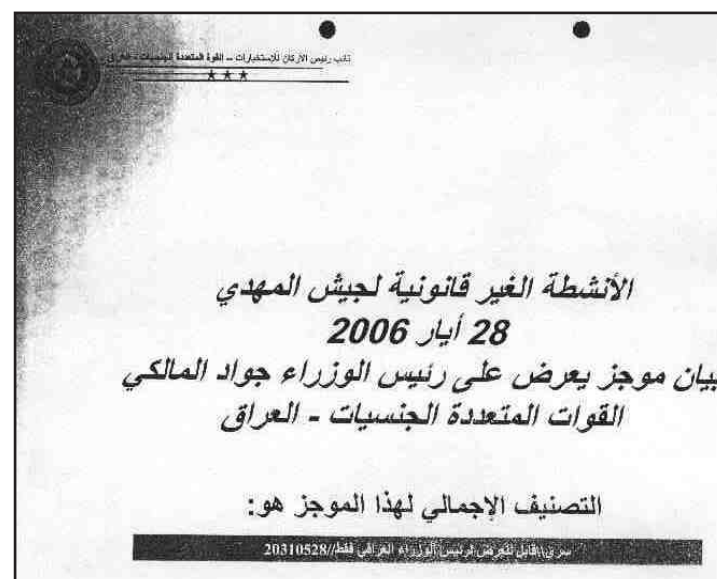 نائب رئيس الاركان للاستخبارات – القوة المتعددة الجنسيات - العراق
الأنشطة الغير قانونية لجيش المهدي
28 أيار 2006
بيان موجز يعرض على رئيس الوزراء جواد المالكي
القوات المتعددة الجنسيات - العراق
التصنيف الإجمالي لهذا الموجز هو:
سري\\قابل للعرض لرئيس الوزراء العراقي فقط//20310528